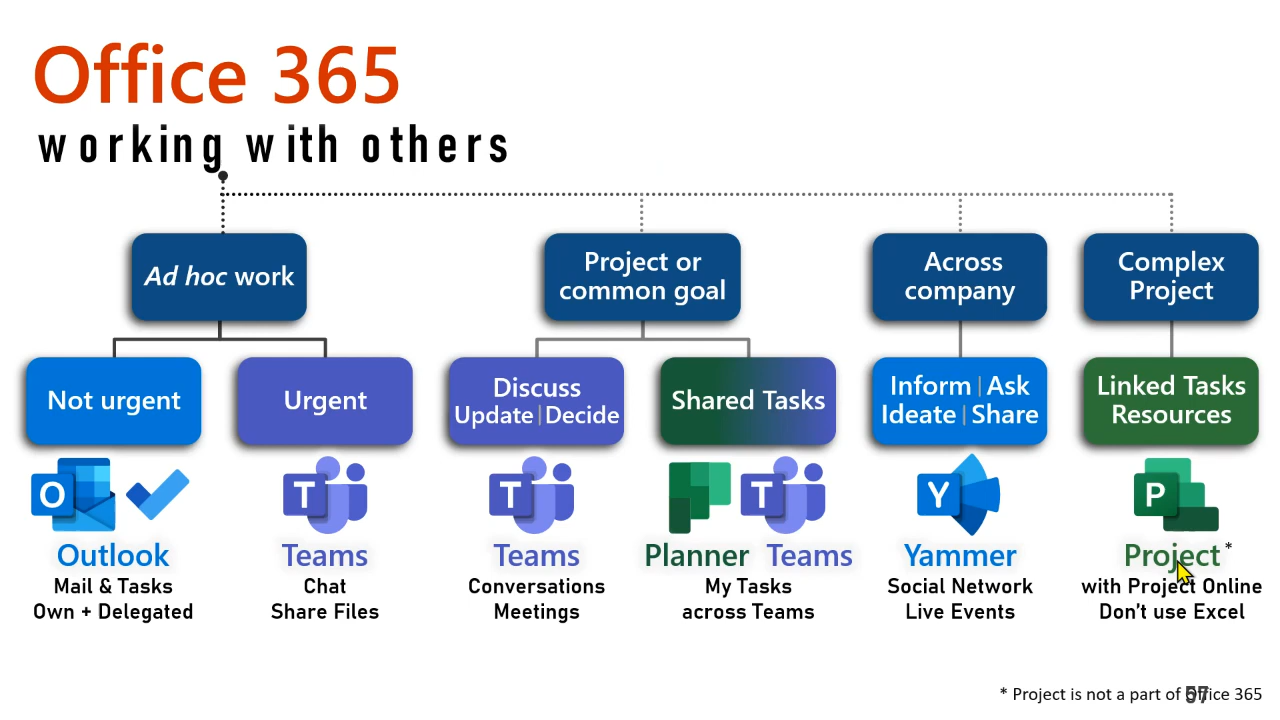 Office 365
working with others
Ad hoc work
Project or
common goal
Across
company
Complex
Project
Not urgent
Urgent
Discuss
Update | Decide
Shared Tasks
Inform | Ask
Ideate | Share
Linked Tasks
Resources
O
T
T
T
Y
P
Outlook
Teams
Teams
Planner
Teams
Yammer
Project *
Mail & Tasks
Own + Delegated
Chat
Share Files
Conversations
Meetings
My Tasks
across Teams
Social Network
Live Events
with Project Online
Don't use Excel
* Project is not a part of Office 365
57